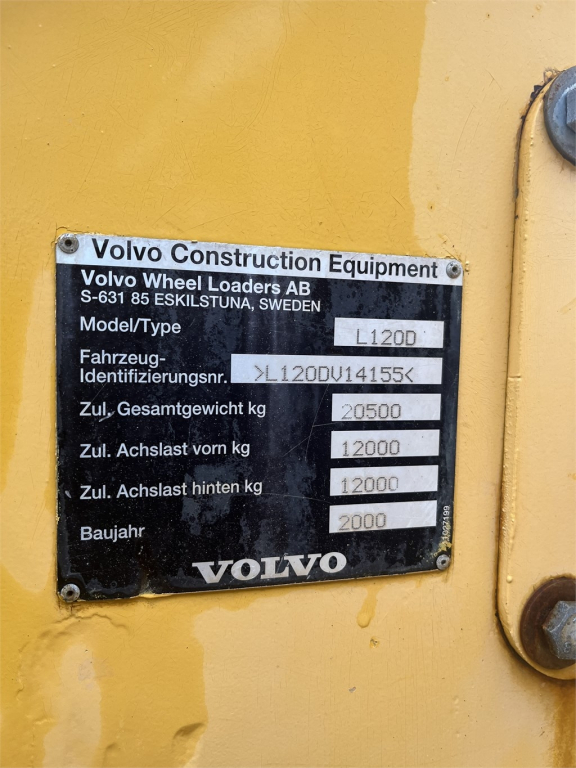 Volvo Construction Equipment
Volvo Wheel Loaders AB
S-631 85 ESKILSTUNA, SWEDEN
Model/Type L120D
Fahrzeug-
Identifizierungsnr. >L120DV14155<
Zul. Gesamtgewicht kg 20500
Zul. Achslast vorn kg 12000
Zul. Achslast hinten kg 12000
Baujahr 2000
VOLVO